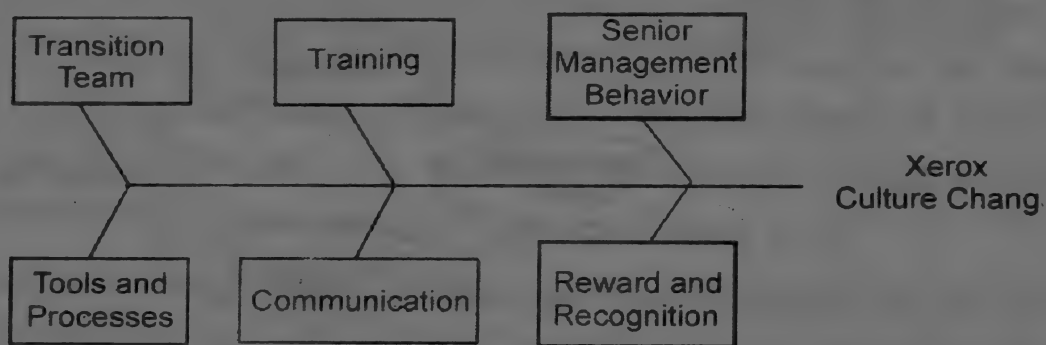 Transition
Team
Training
Senior
Management
Behavior
Xerox
Culture Chang
Tools and
Processes
Communication
Reward and
Recognition